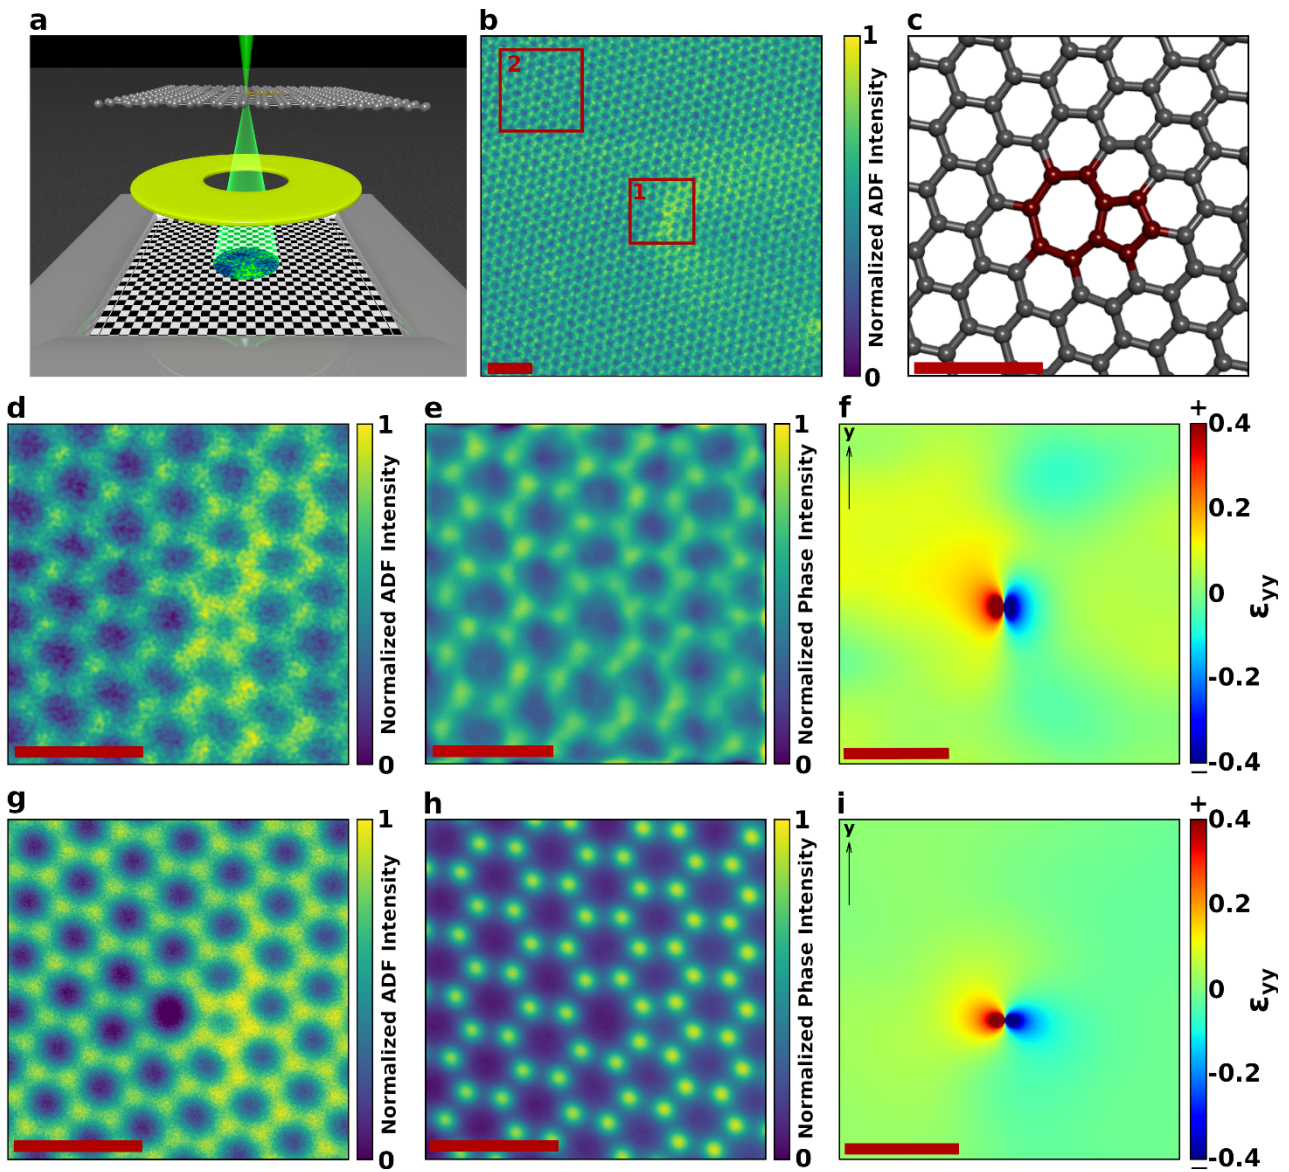 a
b
c
2
1
1
Normalized ADF Intensity
0
d
e
f
1
Normalized ADF Intensity
0
1
Normalized Phase Intensity
0
y
+
0.4
0.2
0
-0.2
-0.4
−
εyy
g
h
i
1
Normalized ADF Intensity
0
1
Normalized Phase Intensity
0
y
+
0.4
0.2
0
-0.2
-0.4
−
εyy